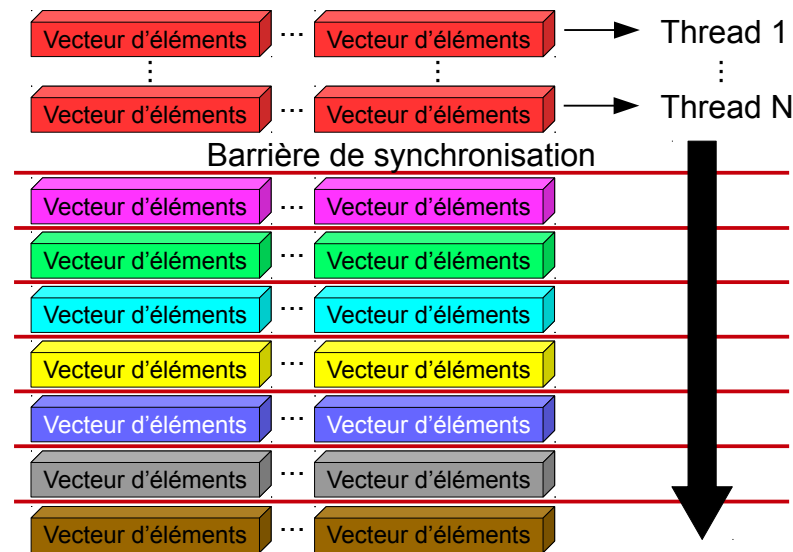 Vecteur d'éléments ... Vecteur d'éléments Thread 1
Vecteur d'éléments ... Vecteur d'éléments Thread N
Barrière de synchronisation
Vecteur d'éléments ... Vecteur d'éléments
Vecteur d'éléments ... Vecteur d'éléments
Vecteur d'éléments ... Vecteur d'éléments
Vecteur d'éléments ... Vecteur d'éléments
Vecteur d'éléments ... Vecteur d'éléments
Vecteur d'éléments ... Vecteur d'éléments
Vecteur d'éléments ... Vecteur d'éléments